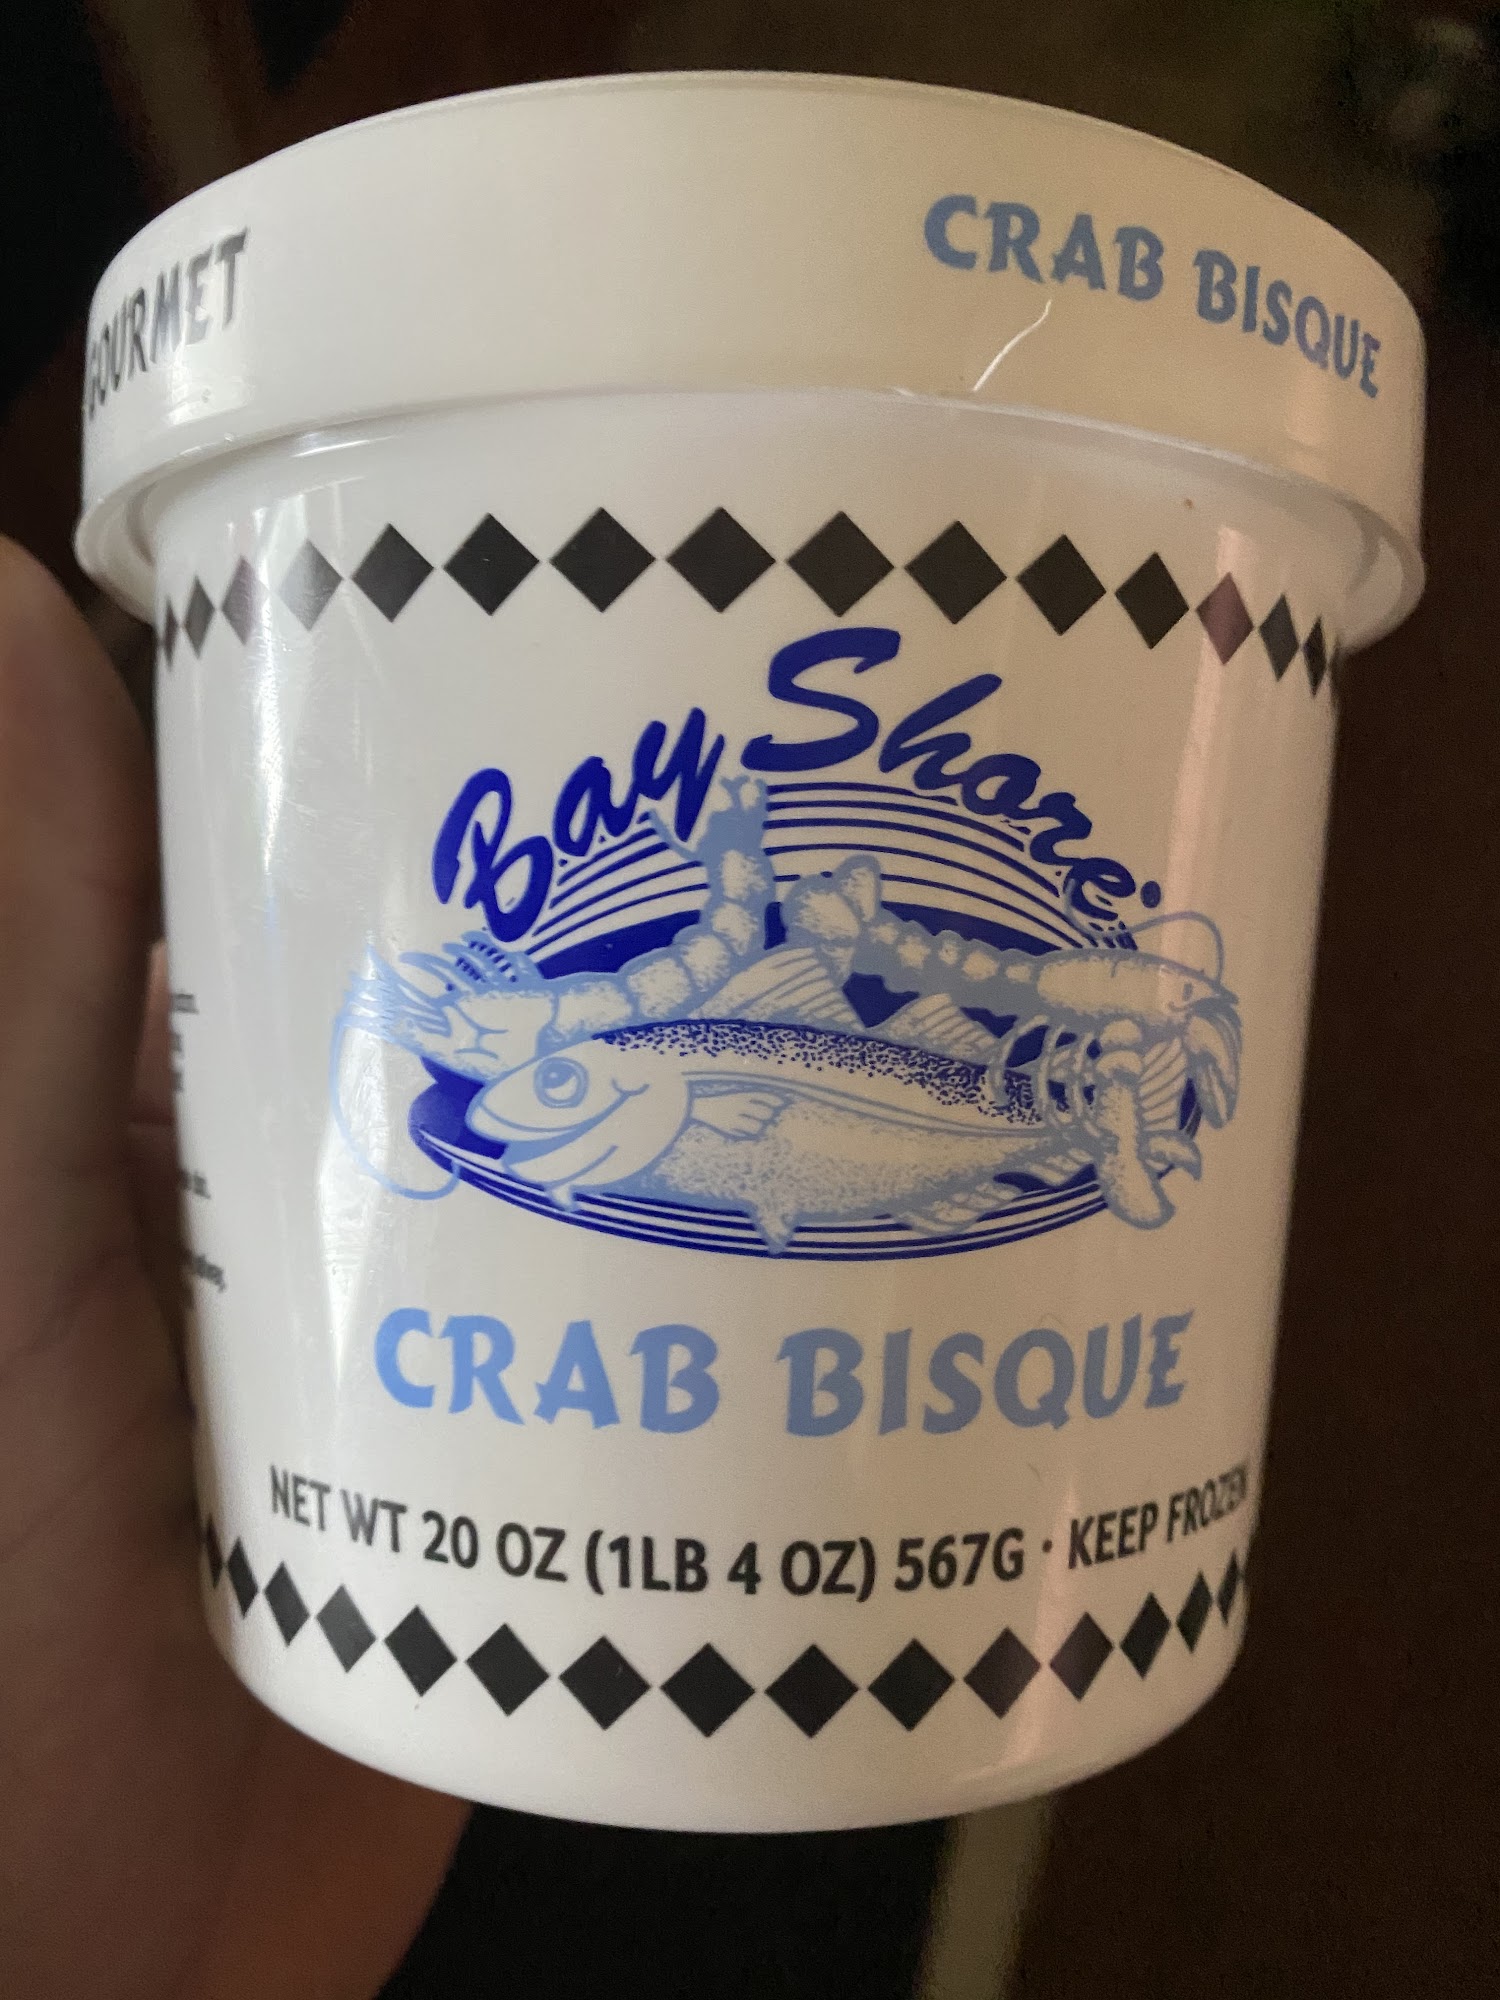 GOURMET
CRAB BISQUE
Bay Shore®
CRAB BISQUE
NET WT 20 OZ (1LB 4 OZ) 567G · KEEP FROZEN